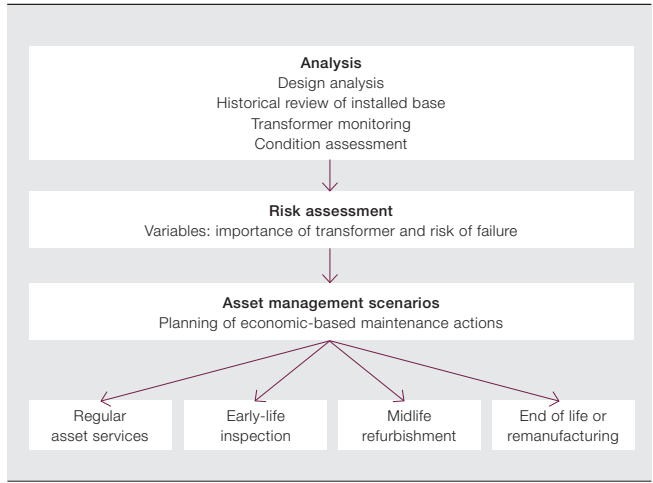 Analysis
Design analysis
Historical review of installed base
Transformer monitoring
Condition assessment
Risk assessment
Variables: importance of transformer and risk of failure
Asset management scenarios
Planning of economic-based maintenance actions
Regular
asset services
Early-life
inspection
Midlife
refurbishment
End of life or
remanufacturing